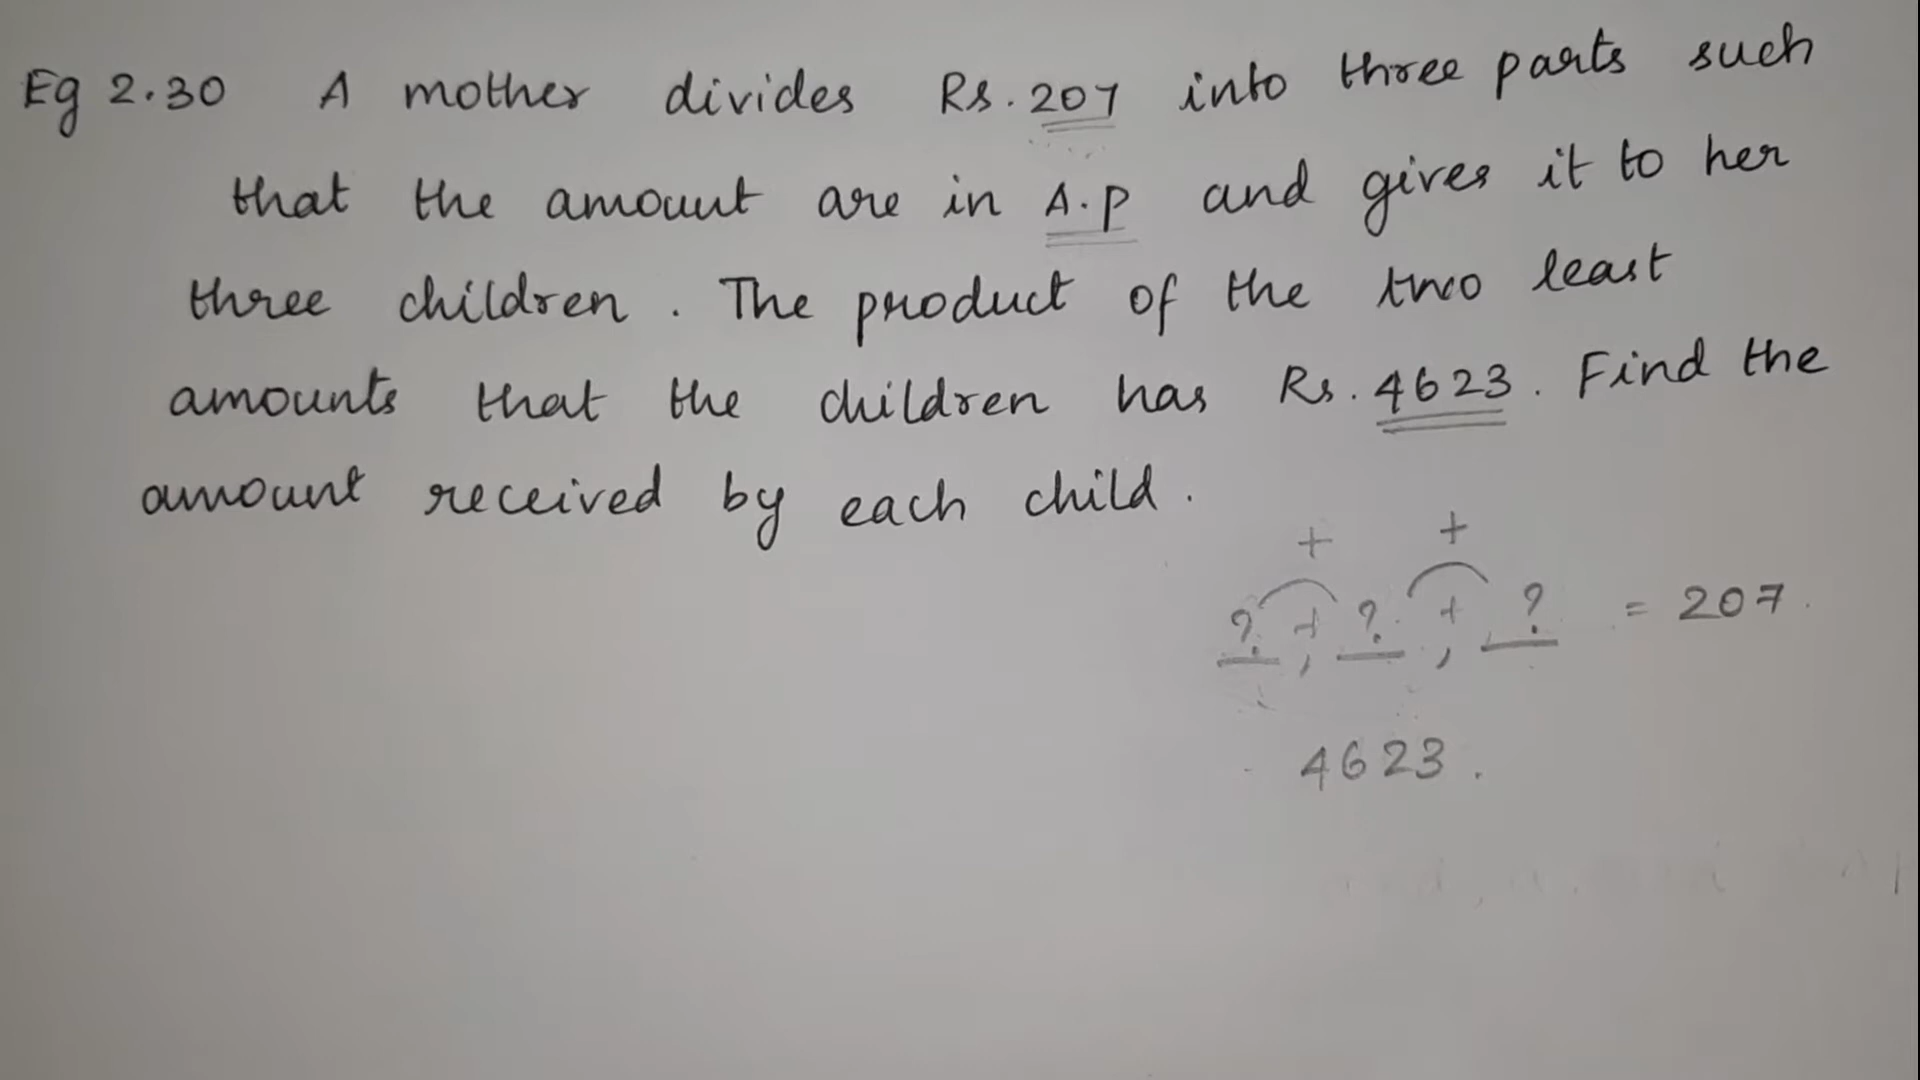 Eg 2.30 A mother divides Rs. 207 into three parts such
that the amount are in A.P and gives it to her
three children. The product of the two least
amounts that the children has Rs. 4623. Find the
amount received by each child.
+ +
? + ? + ? = 207.
, ,
4623.